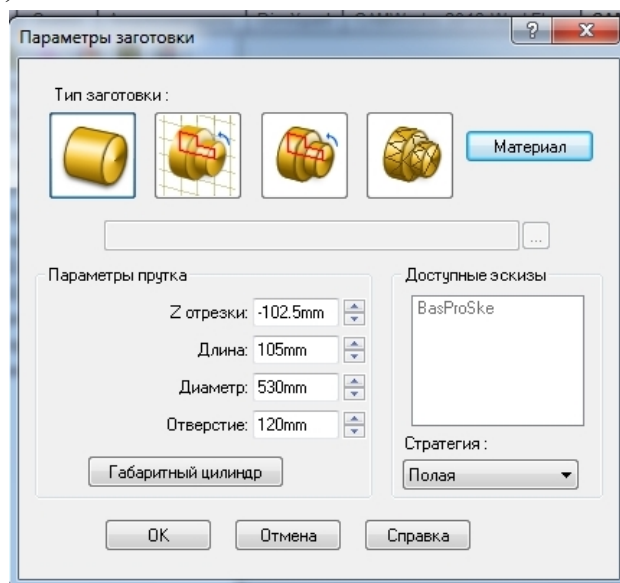 Параметры заготовки
Тип заготовки :
Материал
...
Параметры прутка
Z отрезки: -102.5mm
Длина: 105mm
Диаметр: 530mm
Отверстие: 120mm
Габаритный цилиндр
Доступные эскизы
BasProSke
Стратегия :
Полая
OK
Отмена
Справка